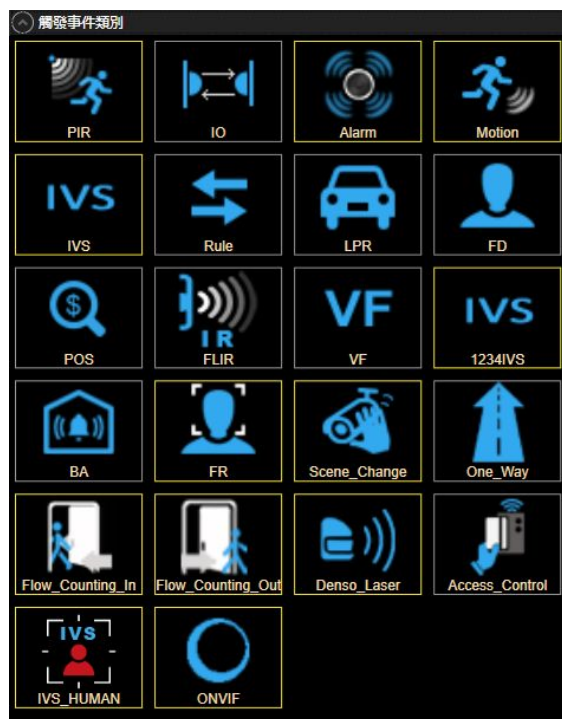 觸發事件類別
PIR
IO
Alarm
Motion
IVS
IVS
Rule
LPR
FD
$
POS
IR
FLIR
VF
VF
IVS
1234IVS
BA
FR
Scene_Change
One_Way
Flow_Counting_In
Flow_Counting_Out
Denso_Laser
Access_Control
IVS
IVS_HUMAN
ONVIF